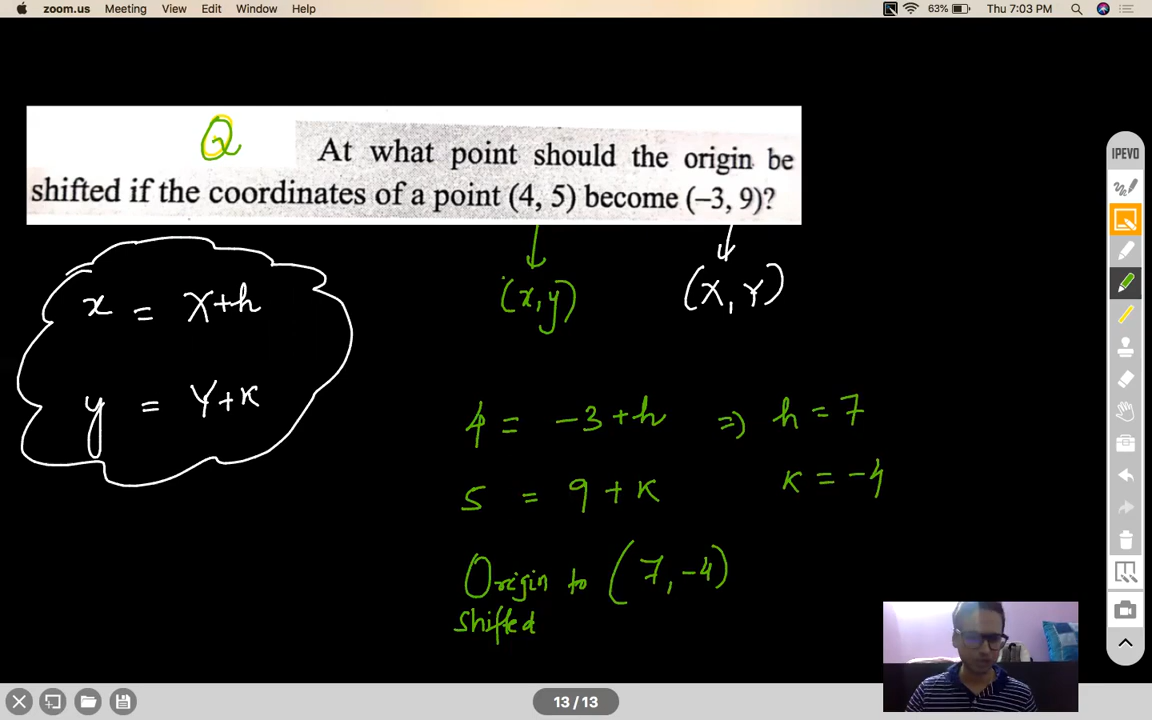 zoom.us Meeting View Edit Window Help 63% Thu 7:03 PM
Q At what point should the origin be
shifted if the coordinates of a point (4, 5) become (–3, 9)?
(x, y) (X, Y)
x = X+h
y = Y+K
4 = -3+h => h = 7
5 = 9 + K K = -4
Origin to (7, -4)
shifted
IPEVO
13 / 13